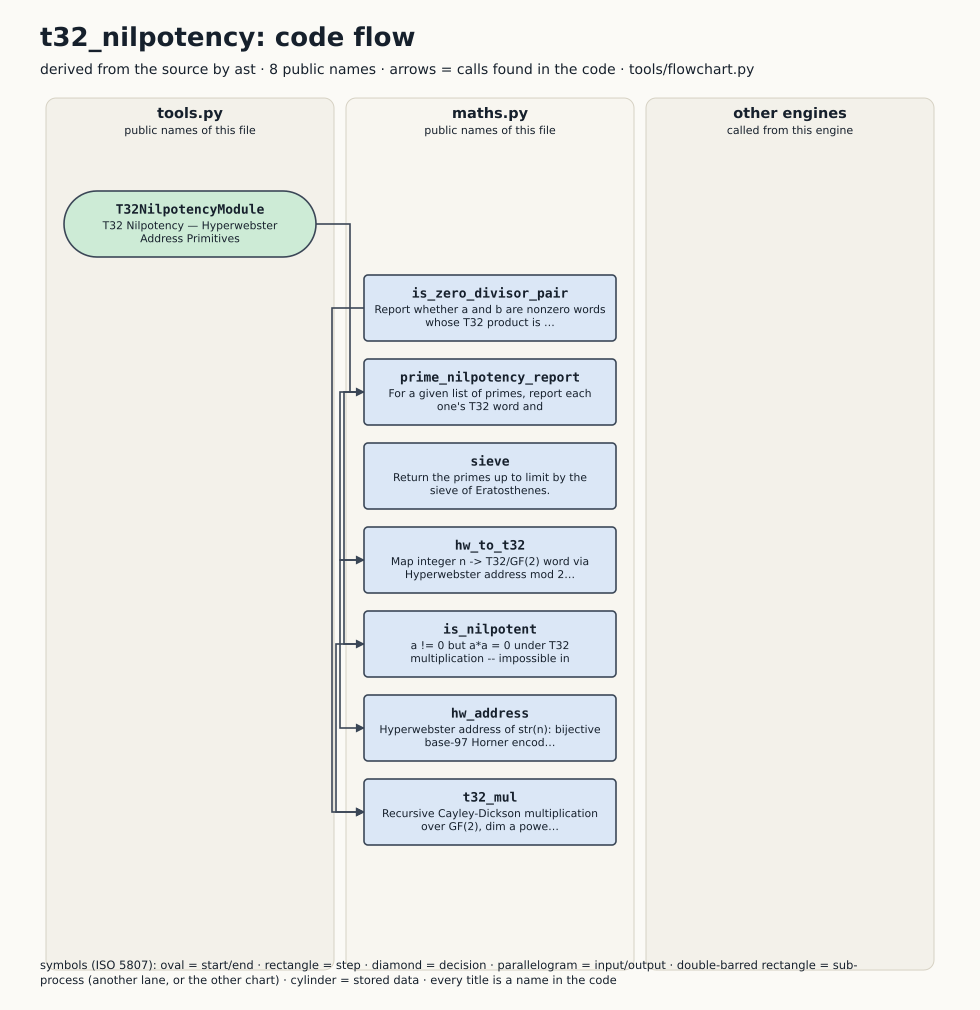 t32_nilpotency: code flow
derived from the source by ast · 8 public names · arrows = calls found in the code · tools/flowchart.py
tools.py
public names of this file
maths.py
public names of this file
other engines
called from this engine
T32NilpotencyModule
T32 Nilpotency — Hyperwebster
Address Primitives
is_zero_divisor_pair
Report whether a and b are nonzero words
whose T32 product is …
prime_nilpotency_report
For a given list of primes, report each
one's T32 word and
sieve
Return the primes up to limit by the
sieve of Eratosthenes.
hw_to_t32
Map integer n -> T32/GF(2) word via
Hyperwebster address mod 2…
is_nilpotent
a != 0 but a*a = 0 under T32
multiplication -- impossible in
hw_address
Hyperwebster address of str(n): bijective
base-97 Horner encod…
t32_mul
Recursive Cayley-Dickson multiplication
over GF(2), dim a powe…
symbols (ISO 5807): oval = start/end · rectangle = step · diamond = decision · parallelogram = input/output · double-barred rectangle = sub-
process (another lane, or the other chart) · cylinder = stored data · every title is a name in the code